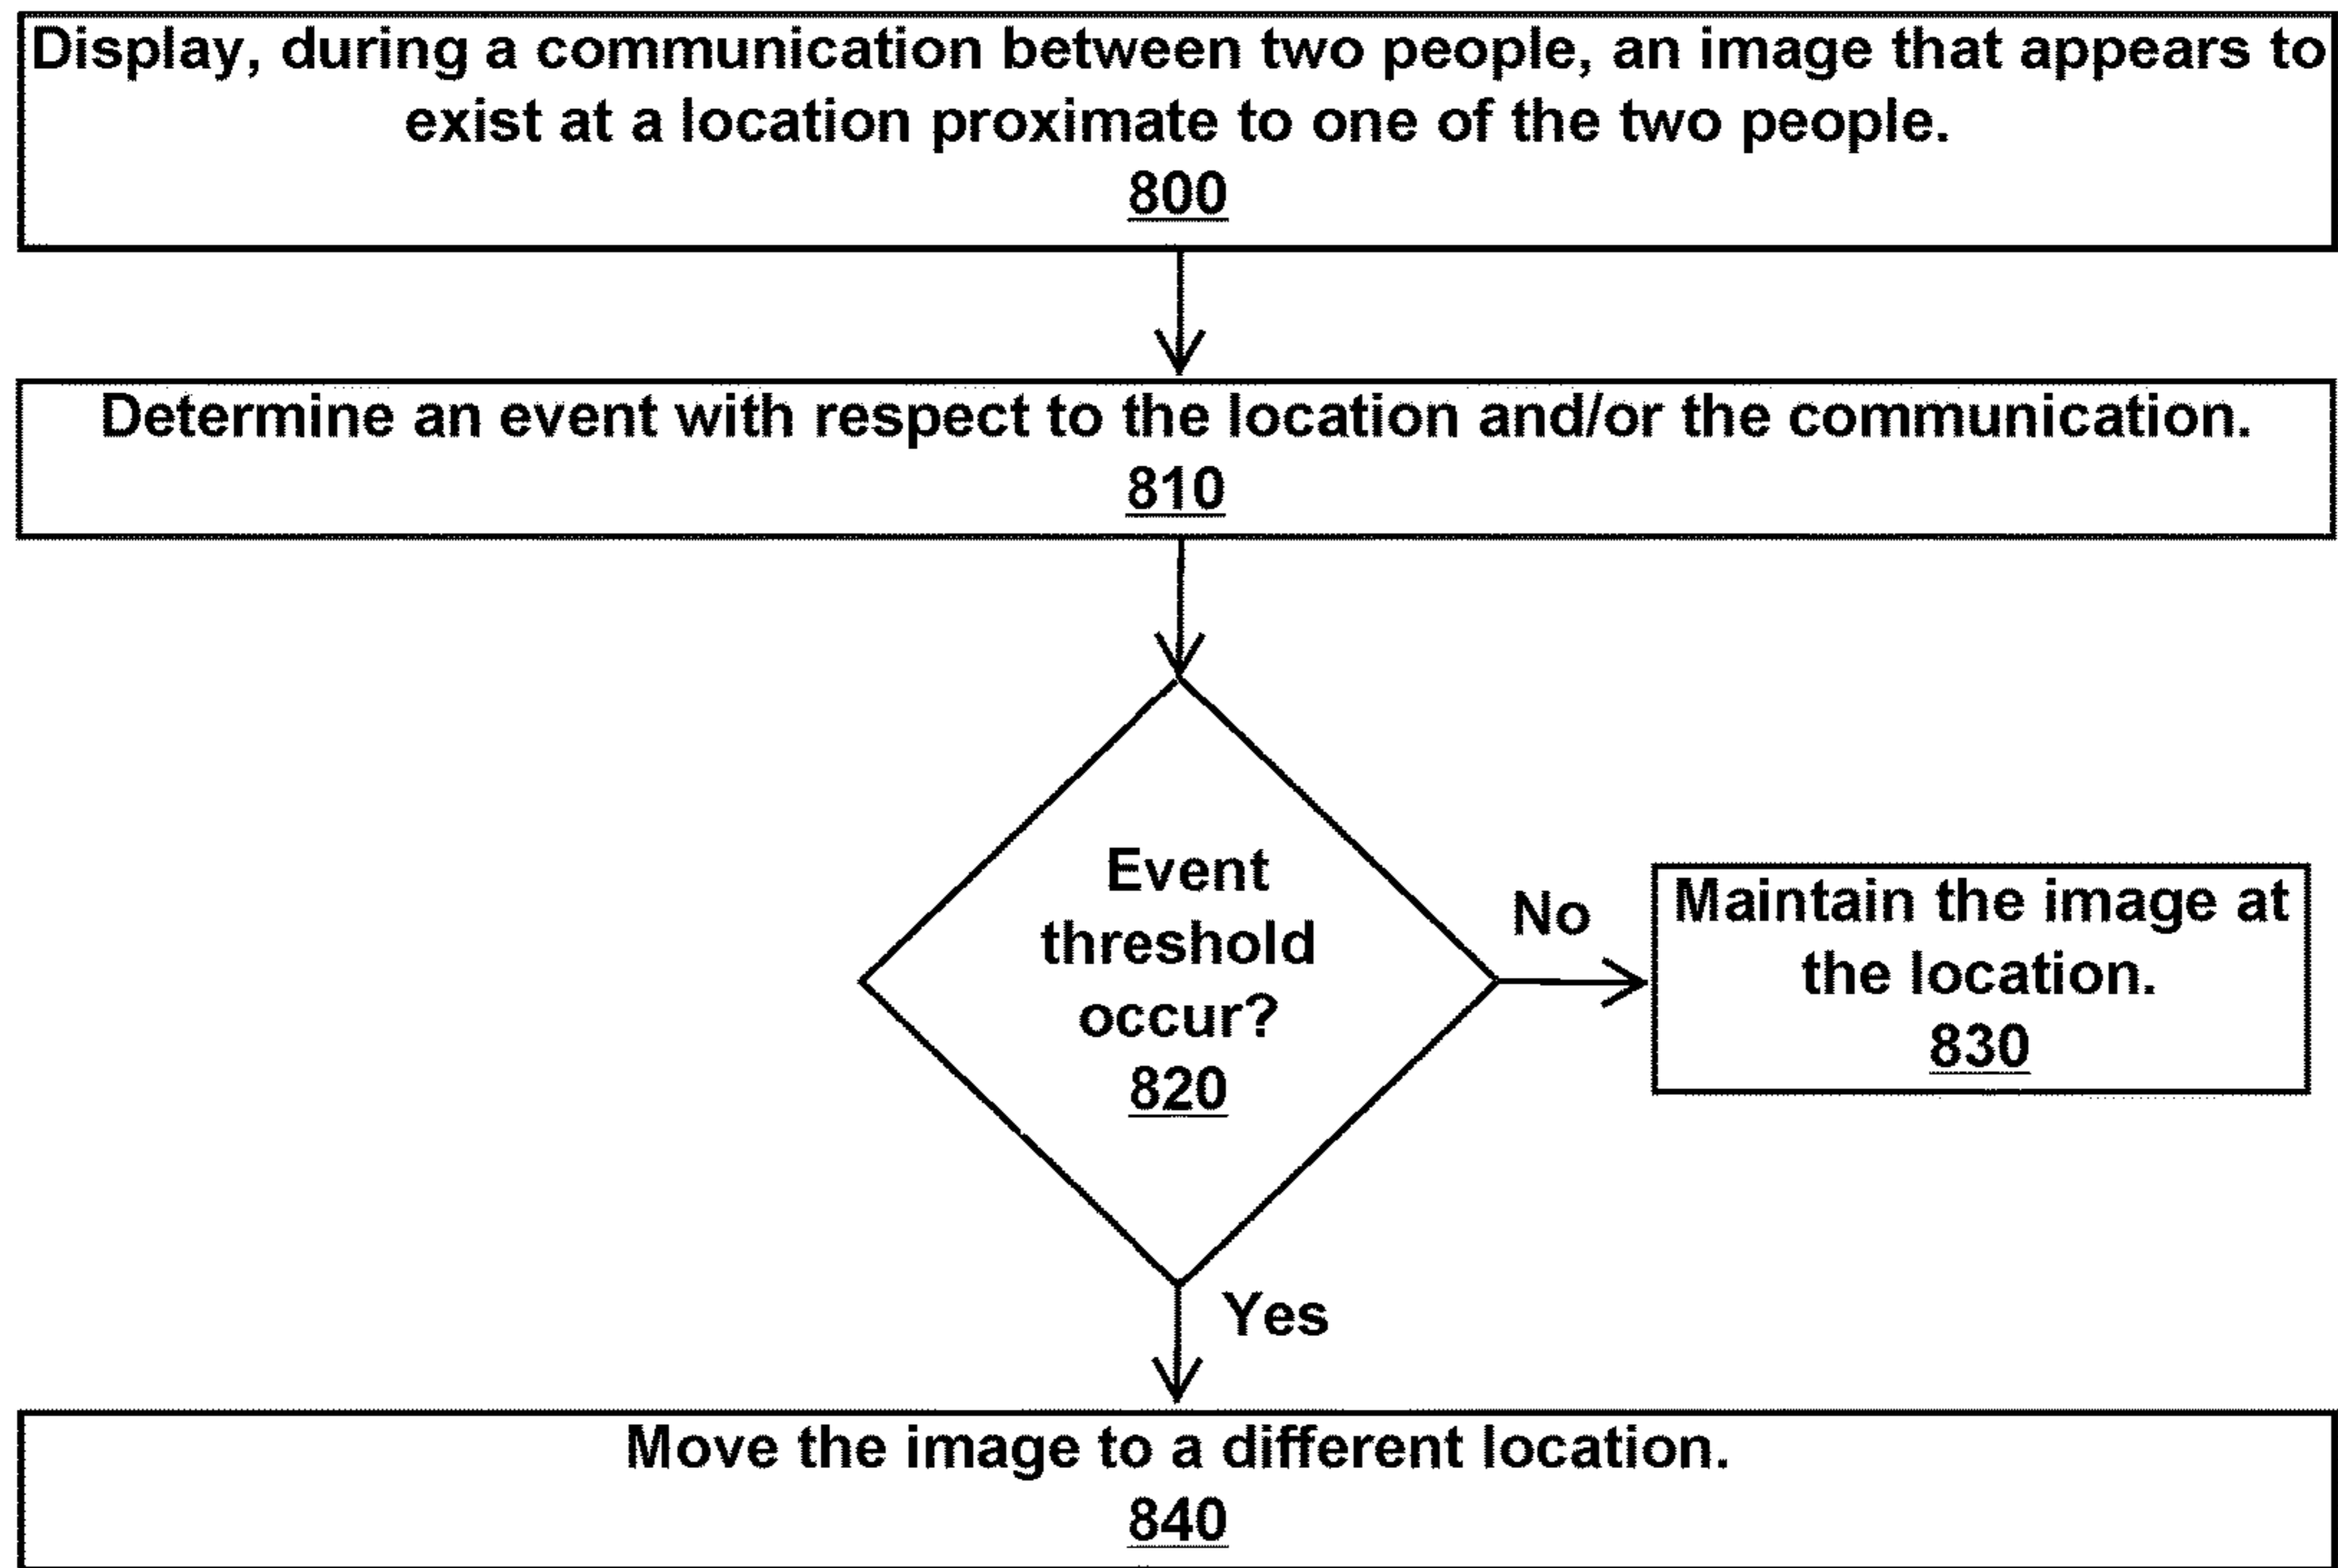 Display, during a communication between two people, an image that appears to
exist at a location proximate to one of the two people.
800
Determine an event with respect to the location and/or the communication.
810
Event
threshold
occur?
820
No
Maintain the image at
the location.
830
Yes
Move the image to a different location.
840